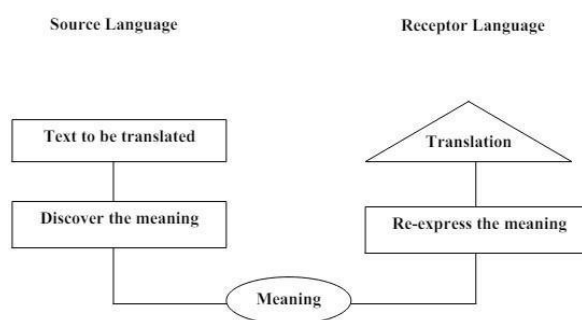 Source Language
Receptor Language
Text to be translated
Translation
Discover the meaning
Re-express the meaning
Meaning